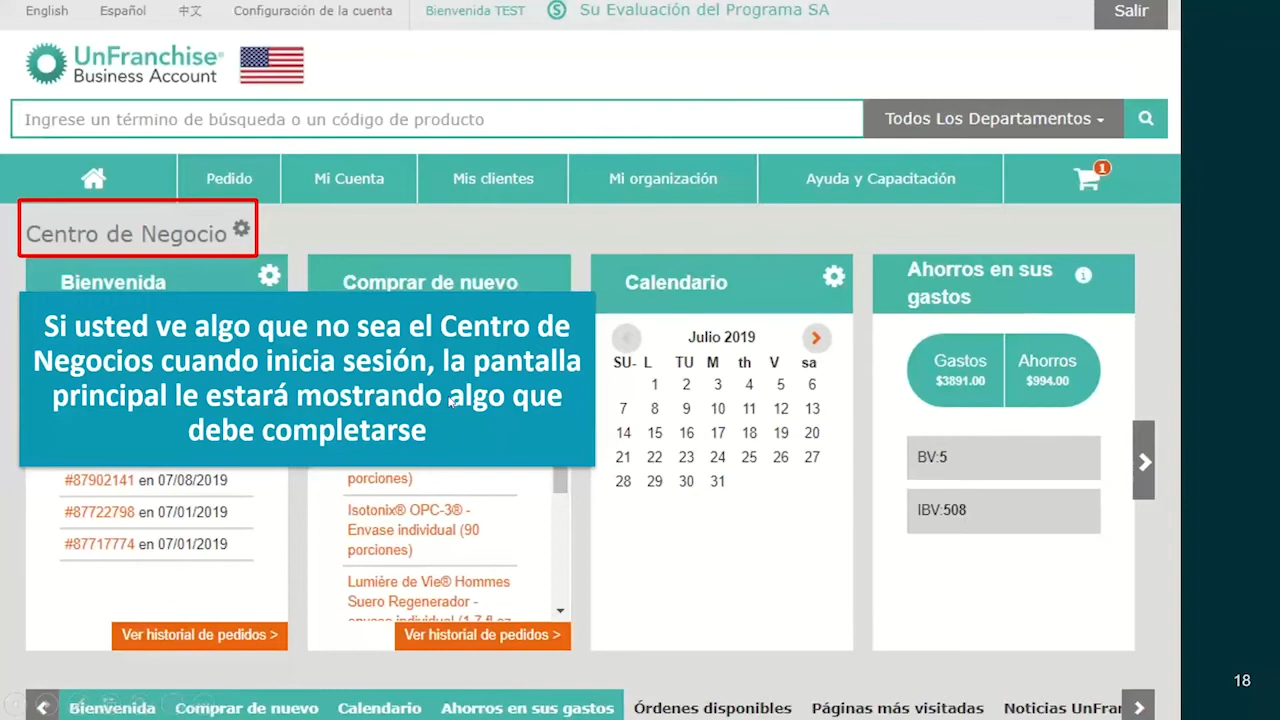 English Español 中文 Configuración de la cuenta Bienvenida TEST Su Evaluación del Programa SA Salir
UnFranchise®
Business Account
Ingrese un término de búsqueda o un código de producto Todos Los Departamentos
Pedido Mi Cuenta Mis clientes Mi organización Ayuda y Capacitación 1
Centro de Negocio
Bienvenida
Comprar de nuevo
Calendario
Ahorros en sus
gastos
Si usted ve algo que no sea el Centro de
Negocios cuando inicia sesión, la pantalla
principal le estará mostrando algo que
debe completarse
#87902141 en 07/08/2019
#87722798 en 07/01/2019
#87717774 en 07/01/2019
Ver historial de pedidos >
porciones)
Isotonix® OPC-3® -
Envase individual (90
porciones)
Lumière de Vie® Hommes
Suero Regenerador -
Ver historial de pedidos >
Julio 2019
SU- L TU M th V sa
1 2 3 4 5 6
7 8 9 10 11 12 13
14 15 16 17 18 19 20
21 22 23 24 25 26 27
28 29 30 31
Gastos Ahorros
$3891.00 $994.00
BV:5
IBV:508
18
Bienvenida Comprar de nuevo Calendario Ahorros en sus gastos Órdenes disponibles Páginas más visitadas Noticias UnFran